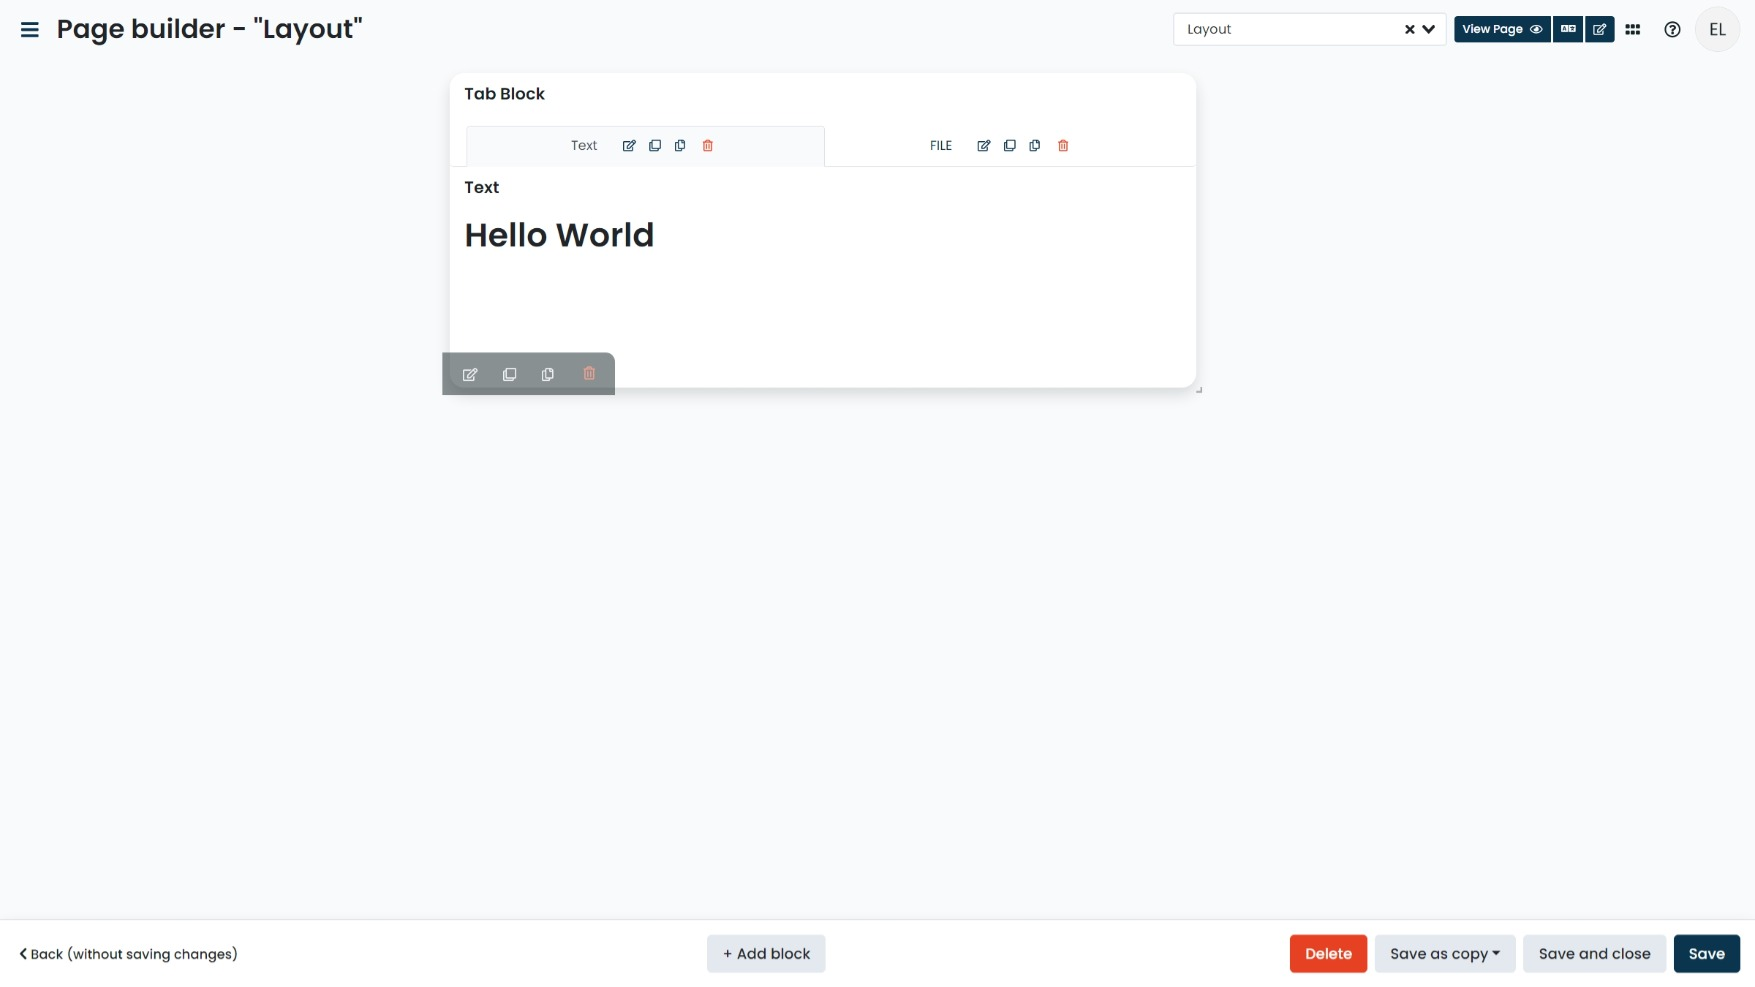 Page builder - "Layout"
Layout
View Page
EL
Tab Block
Text
FILE
Text
Hello World
Back (without saving changes)
+ Add block
Delete
Save as copy
Save and close
Save